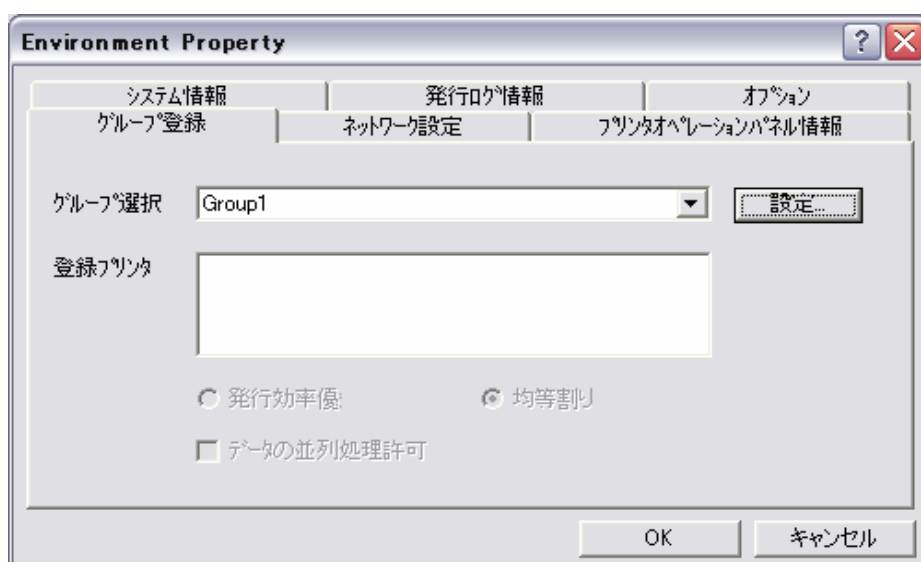 Environment Property
システム情報 発行ログ情報 オプション
グループ登録 ネットワーク設定 プリンタオペレーションパネル情報
グループ選択 Group1 設定...
登録プリンタ
発行効率優 均等割り
データの並列処理許可
OK キャンセル